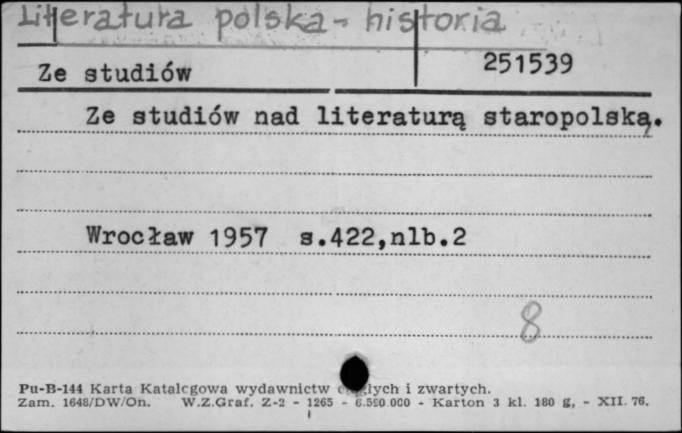 Literatura polska - historia
Ze studiów 251539
Ze studiów nad literaturą staropolską.
Wrocław 1957 s.422,nlb.2
8
Pu-B-144 Karta Katalogowa wydawnictw ciągłych i zwartych.
Zam. 1648/DW/On. W.Z.Graf. Z-2 - 1265 - 6.590.000 - Karton 3 kl. 180 g, - XII. 76.